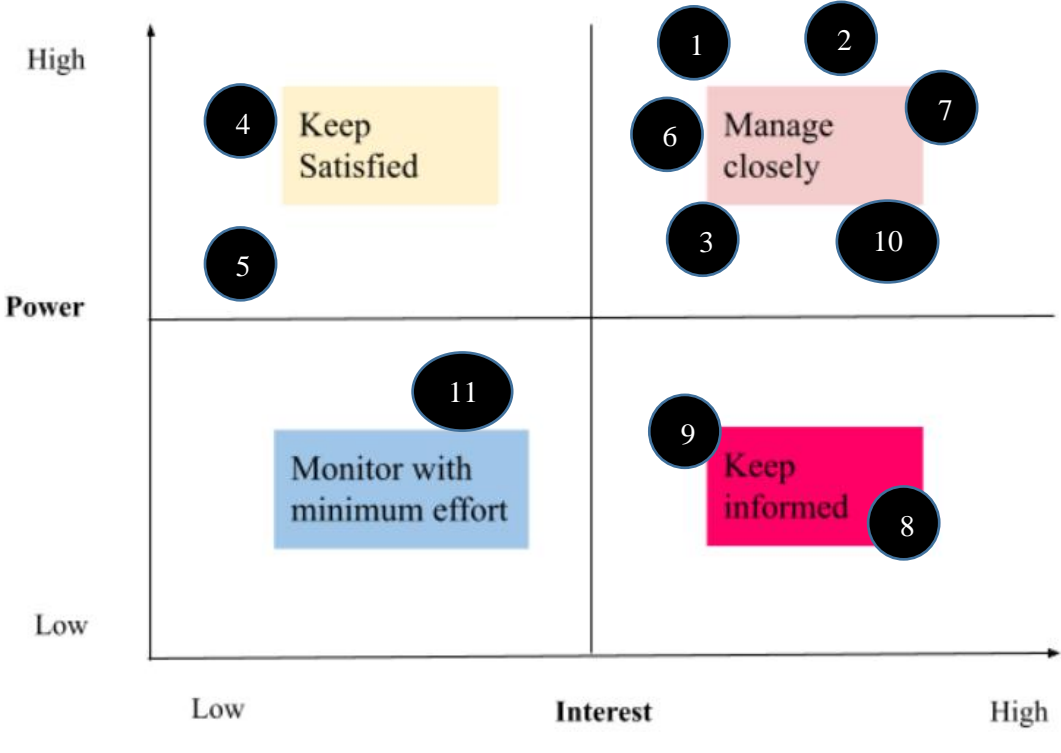 High
1
2
4
Keep
Satisfied
6
Manage
closely
7
3
10
5
Power
11
9
Keep
informed
Monitor with
minimum effort
8
Low
Low
Interest
High